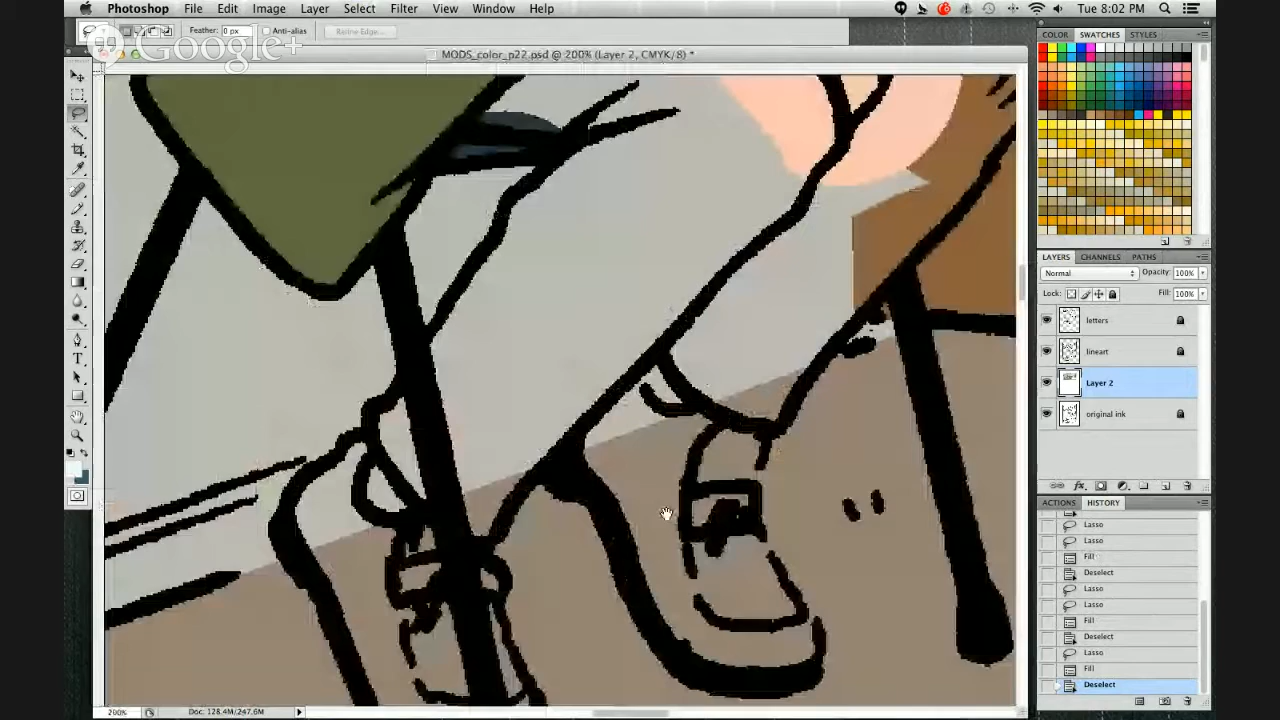 Photoshop File Edit Image Layer Select Filter View Window Help Tue 8:02 PM
Feather: 0 px Anti-alias Refine Edge...
Google+
MODS_color_p22.psd @ 200% (Layer 2, CMYK/8) *
COLOR SWATCHES STYLES
LAYERS CHANNELS PATHS
Normal Opacity: 100%
Lock: Fill: 100%
letters
lineart
Layer 2
original ink
fx
ACTIONS HISTORY
Lasso
Lasso
Fill
Deselect
Lasso
Lasso
Fill
Deselect
Lasso
Fill
Deselect
200% Doc: 128.4M/247.6M